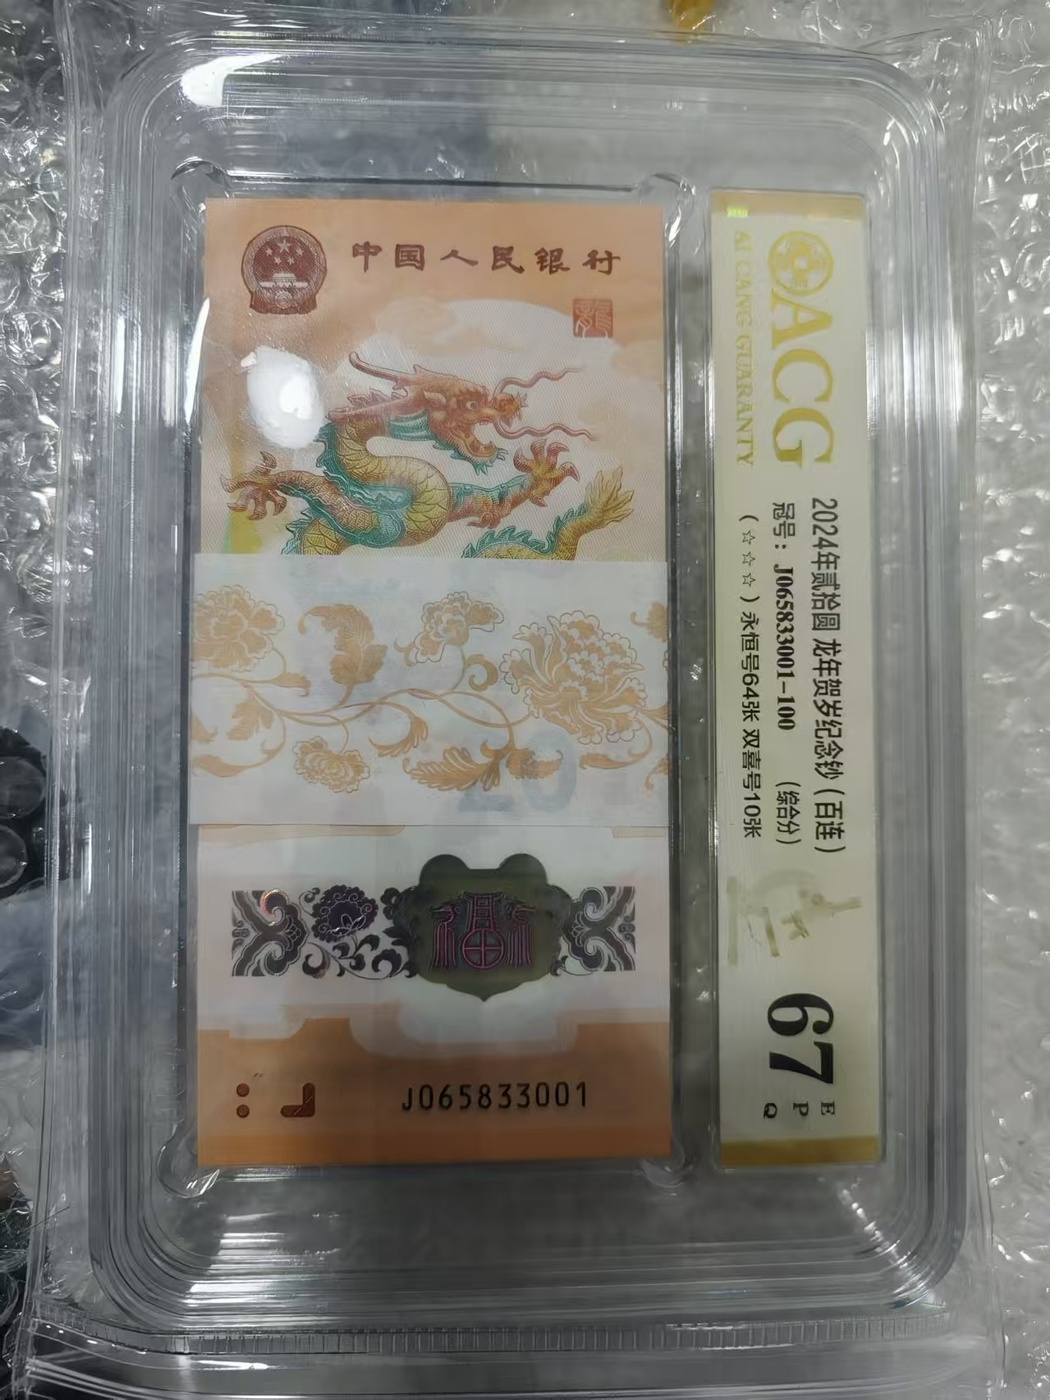 中国人民银行
福
J065833001
ACG
AI CANG GUARANTY
2024年贰拾圆 龙年贺岁纪念钞（百连）
冠号：J065833001-100 （综合分）
（☆☆☆）永恒号64张 双喜号10张
67
E
P
Q